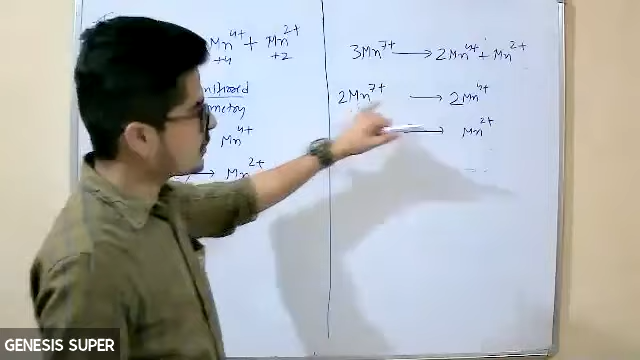 Mn⁴⁺ + Mn²⁺
+4 +2
Mn⁴⁺
→ Mn²⁺
3Mn⁷⁺ → 2Mn⁴⁺ + Mn²⁺
2Mn⁷⁺ → 2Mn⁴⁺
→ Mn²⁺
GENESIS SUPER